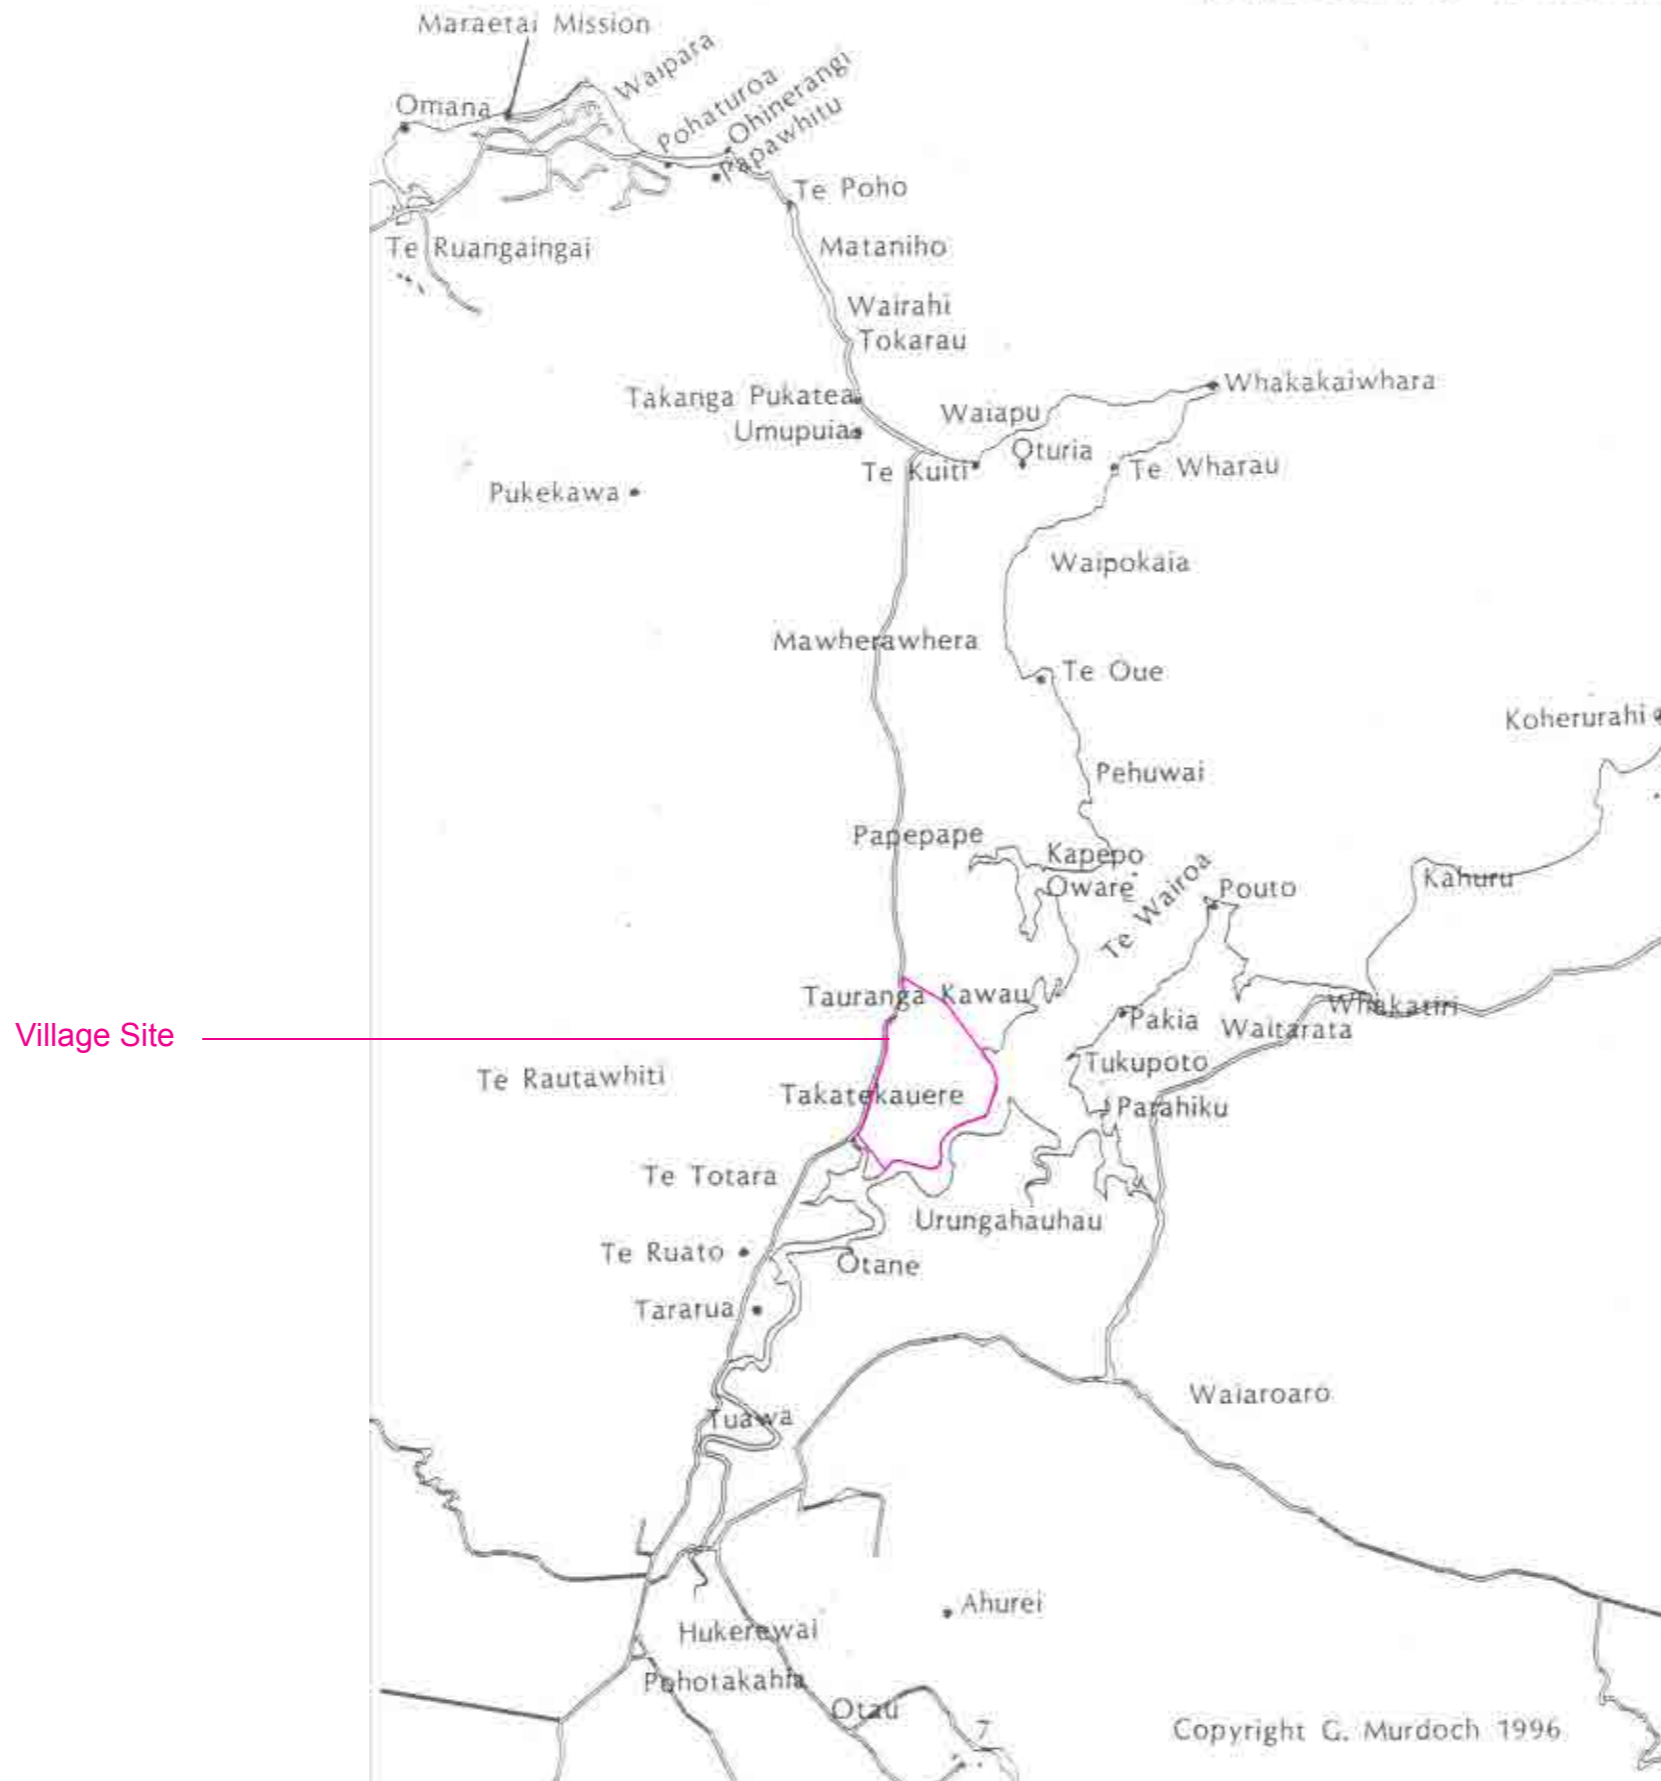 Maraetai Mission
Waipara
Omana
Pohaturoa
Ohinerangi
Papawhitu
Te Poho
Te Ruangaingai
Mataniho
Wairahi
Tokarau
Takanga Pukatea
Waiapu
Whakakaiwhara
Umupuia
Te Kuiti
Oturia
Te Wharau
Pukekawa
Waipokaia
Mawherawhera
Te Oue
Koherurahi
Pehuwai
Papepape
Kapepo
Oware
Te Wairoa
Pouto
Kahuru
Tauranga Kawau
Whakatiri
Pakia
Waitarata
Village Site
Tukupoto
Te Rautawhiti
Takatekauere
Parahiku
Te Totara
Urungahauhau
Te Ruato
Otane
Tararua
Waiaroaro
Tuawa
Ahurei
Hukerewai
Pohotakahia
Otau
7
Copyright G. Murdoch 1996